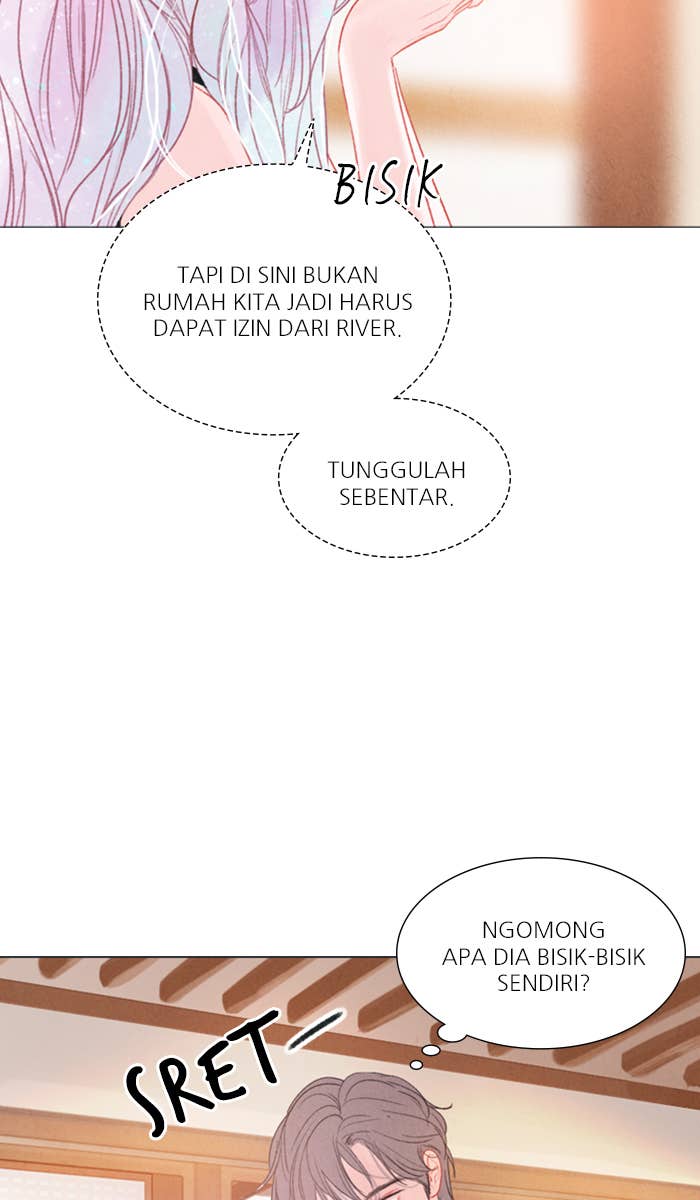 BISIK
TAPI DI SINI BUKAN
RUMAH KITA JADI HARUS
DAPAT IZIN DARI RIVER.
TUNGGULAH
SEBENTAR.
NGOMONG
APA DIA BISIK-BISIK
SENDIRI?
SRET